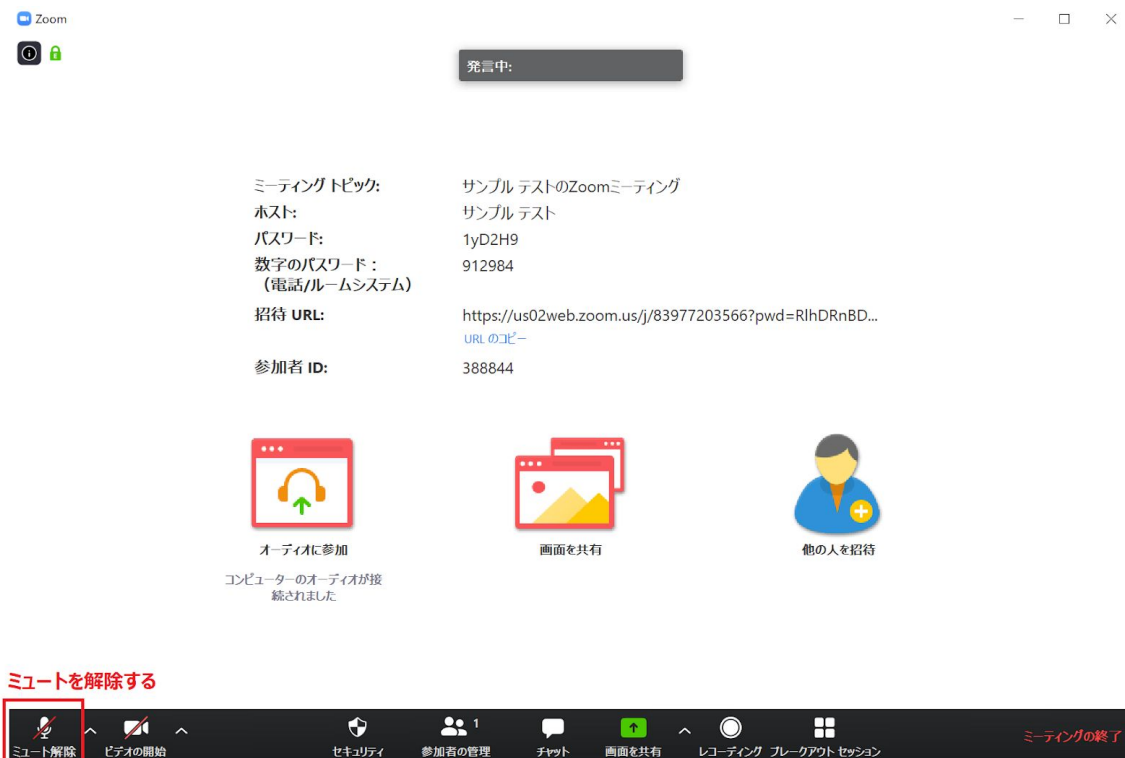 Zoom
発言中:
ミーティング トピック:
サンプル テストのZoomミーティング
ホスト:
サンプル テスト
パスワード:
1yD2H9
数字のパスワード：
（電話/ルームシステム）
912984
招待 URL:
https://us02web.zoom.us/j/83977203566?pwd=RlhDRnBD...
URL のコピー
参加者 ID:
388844
オーディオに参加
コンピューターのオーディオが接
続されました
画面を共有
他の人を招待
ミュートを解除する
1
ミュート解除
ビデオの開始
セキュリティ
参加者の管理
チャット
画面を共有
レコーディング
ブレークアウト セッション
ミーティングの終了